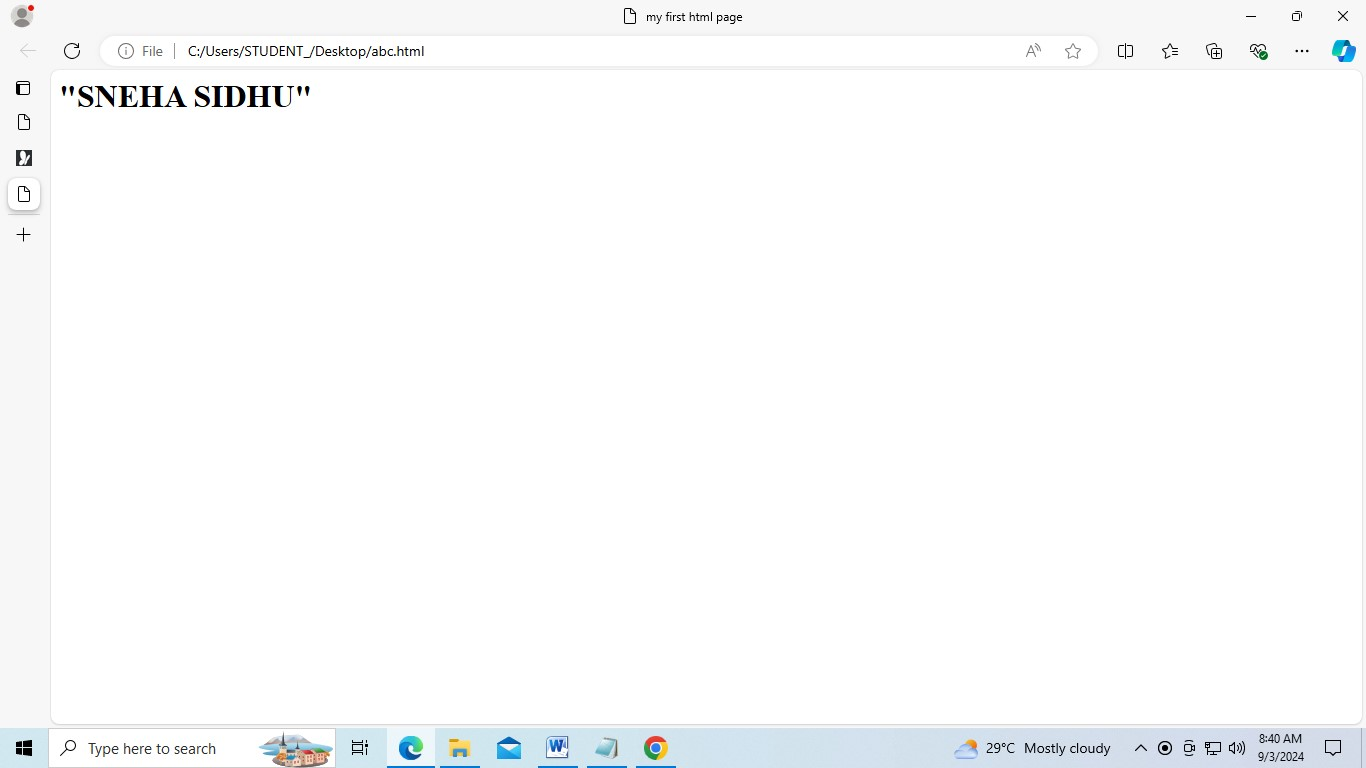 my first html page
File
C:/Users/STUDENT_/Desktop/abc.html
"SNEHA SIDHU"
Type here to search
29°C Mostly cloudy
8:40 AM
9/3/2024